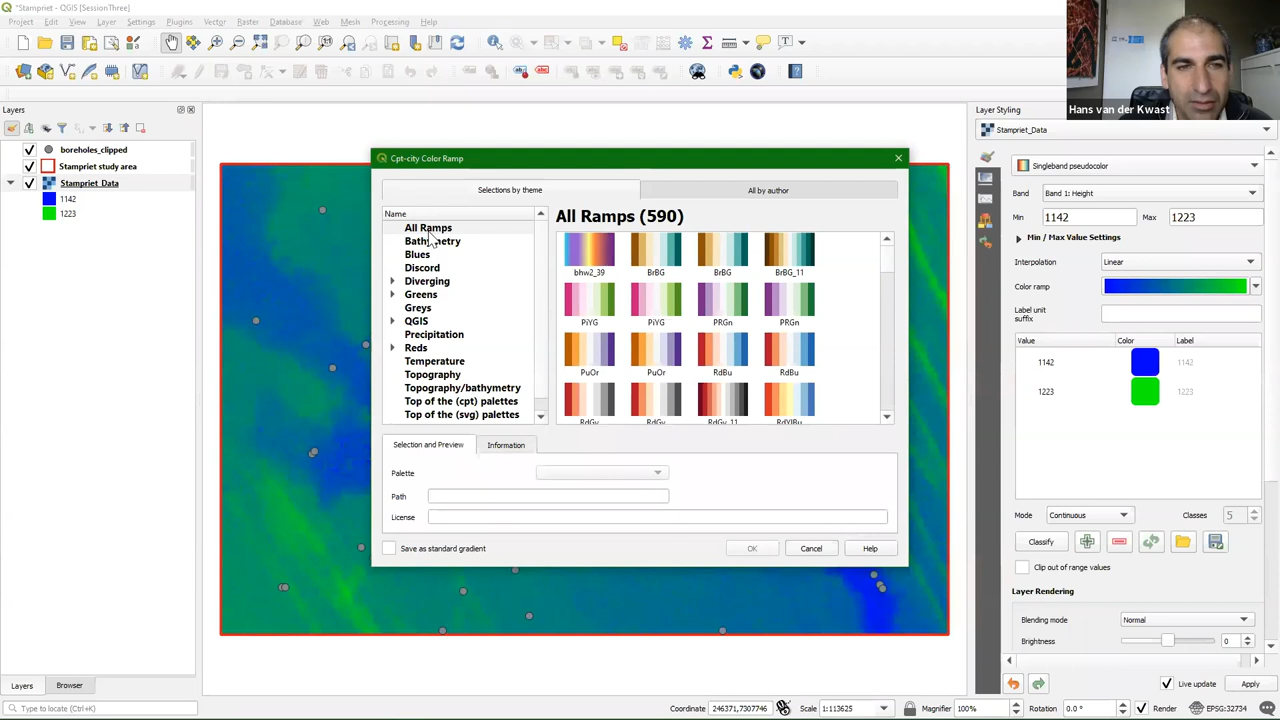 *Stampriet - QGIS [SessionThree]
Project Edit View Layer Settings Plugins Vector Raster Database Web Mesh Processing Help
Hans van der Kwast
Layers
boreholes_clipped
Stampriet study area
Stampriet_Data
1142
1223
Cpt-city Color Ramp
Selections by theme
All by author
Name
All Ramps
Bathymetry
Blues
Discord
Diverging
Greens
Greys
QGIS
Precipitation
Reds
Temperature
Topography
Topography/bathymetry
Top of the (cpt) palettes
Top of the (svg) palettes
All Ramps (590)
bhw2_39 BrBG BrBG BrBG_11
PiYG PiYG PRGn PRGn
PuOr PuOr RdBu RdBu
RdGy RdGy RdGy_11 RdYlBu
Selection and Preview
Information
Palette
Path
License
Save as standard gradient
OK
Cancel
Help
Layer Styling
Stampriet_Data
Singleband pseudocolor
Band Band 1: Height
Min 1142 Max 1223
Min / Max Value Settings
Interpolation Linear
Color ramp
Label unit
suffix
Value Color Label
1142 1142
1223 1223
Mode Continuous Classes 5
Classify
Clip out of range values
Layer Rendering
Blending mode Normal
Brightness 0
Live update Apply
Layers Browser
Type to locate (Ctrl+K)
Coordinate 246371,7307746 Scale 1:113625 Magnifier 100% Rotation 0.0 ° Render EPSG:32734